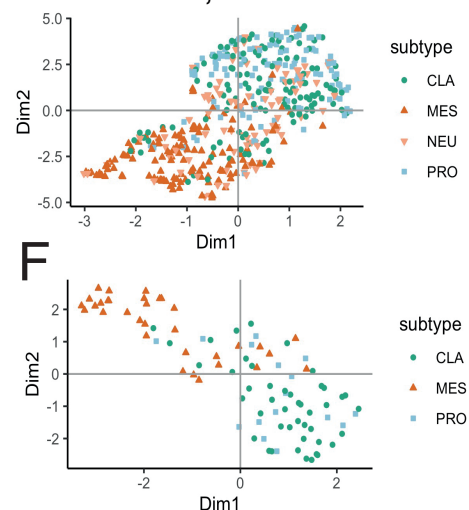 5.0
2.5
0.0
-2.5
-5.0
Dim2
-3 -2 -1 0 1 2
Dim1
subtype
CLA
MES
NEU
PRO
F
2
1
0
-1
-2
Dim2
-2 0 2
Dim1
subtype
CLA
MES
PRO